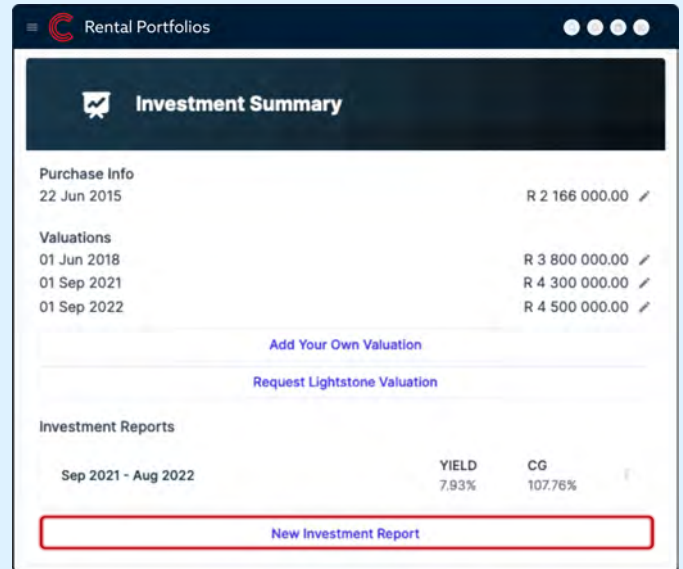 Rental Portfolios
Investment Summary
Purchase Info
22 Jun 2015 R 2 166 000.00
Valuations
01 Jun 2018 R 3 800 000.00
01 Sep 2021 R 4 300 000.00
01 Sep 2022 R 4 500 000.00
Add Your Own Valuation
Request Lightstone Valuation
Investment Reports
YIELD CG
Sep 2021 - Aug 2022 7.93% 107.76%
New Investment Report